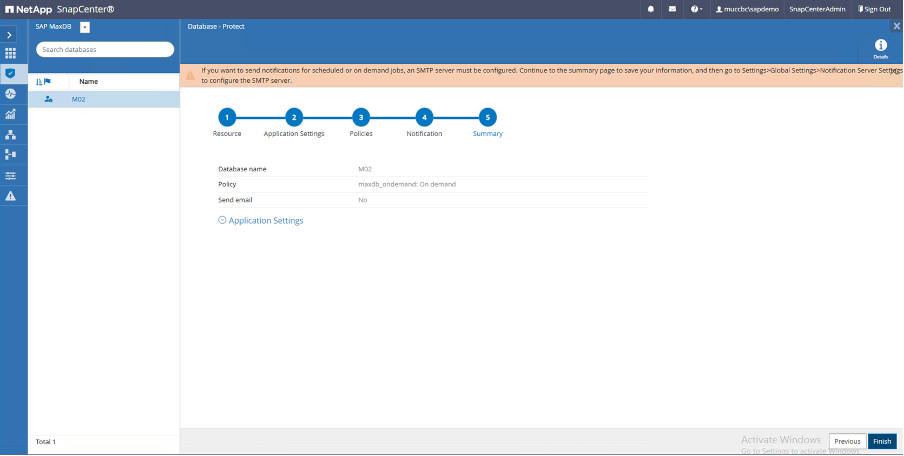 NetApp SnapCenter®
muccbc\sapdemo SnapCenterAdmin Sign Out
SAP MaxDB
Database - Protect
Search databases
Details
If you want to send notifications for scheduled or on demand jobs, an SMTP server must be configured. Continue to the summary page to save your information, and then go to Settings>Global Settings>Notification Server Settings
to configure the SMTP server.
Name
M02
1 2 3 4 5
Resource Application Settings Policies Notification Summary
Database name M02
Policy maxdb_ondemand: On demand
Send email No
Application Settings
Total 1
Activate Windows
Go to Settings to activate Windows.
Previous Finish